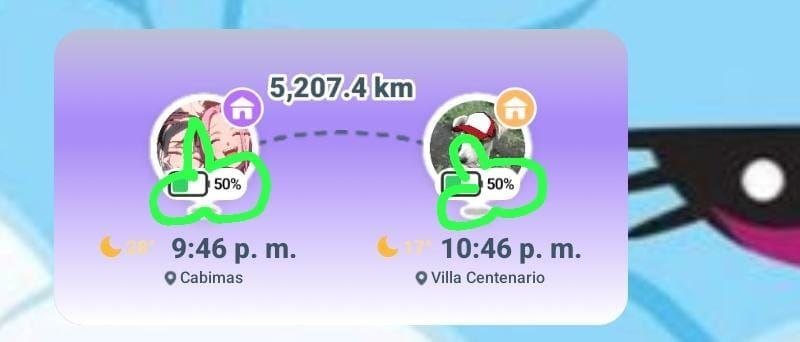 5,207.4 km
50%
50%
28° 9:46 p. m.
17° 10:46 p. m.
Cabimas
Villa Centenario